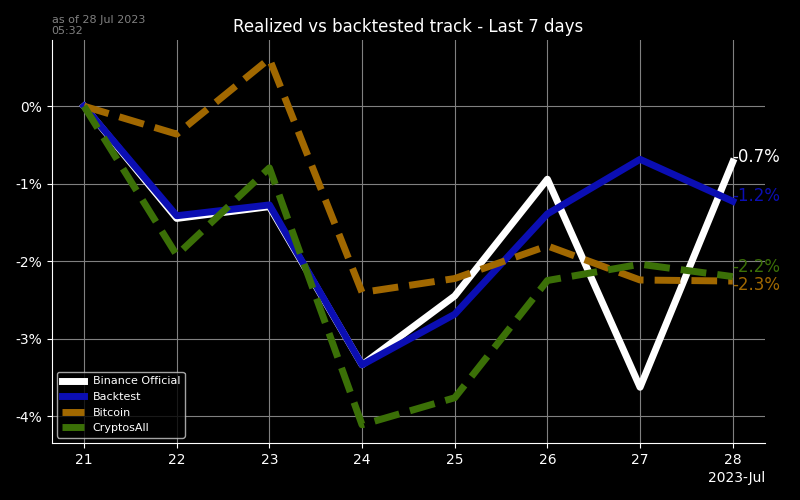 as of 28 Jul 2023
05:32
Realized vs backtested track - Last 7 days
0%
-1%
-2%
-3%
-4%
-0.7%
-1.2%
-2.2%
-2.3%
Binance Official
Backtest
Bitcoin
CryptosAll
21 22 23 24 25 26 27 28
2023-Jul